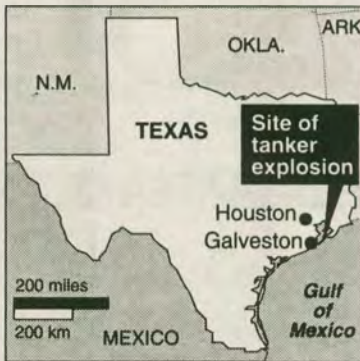 ARK
OKLA.
N.M.
TEXAS
Site of
tanker
explosion
Houston
Galveston
200 miles
200 km
MEXICO
Gulf
of
Mexico